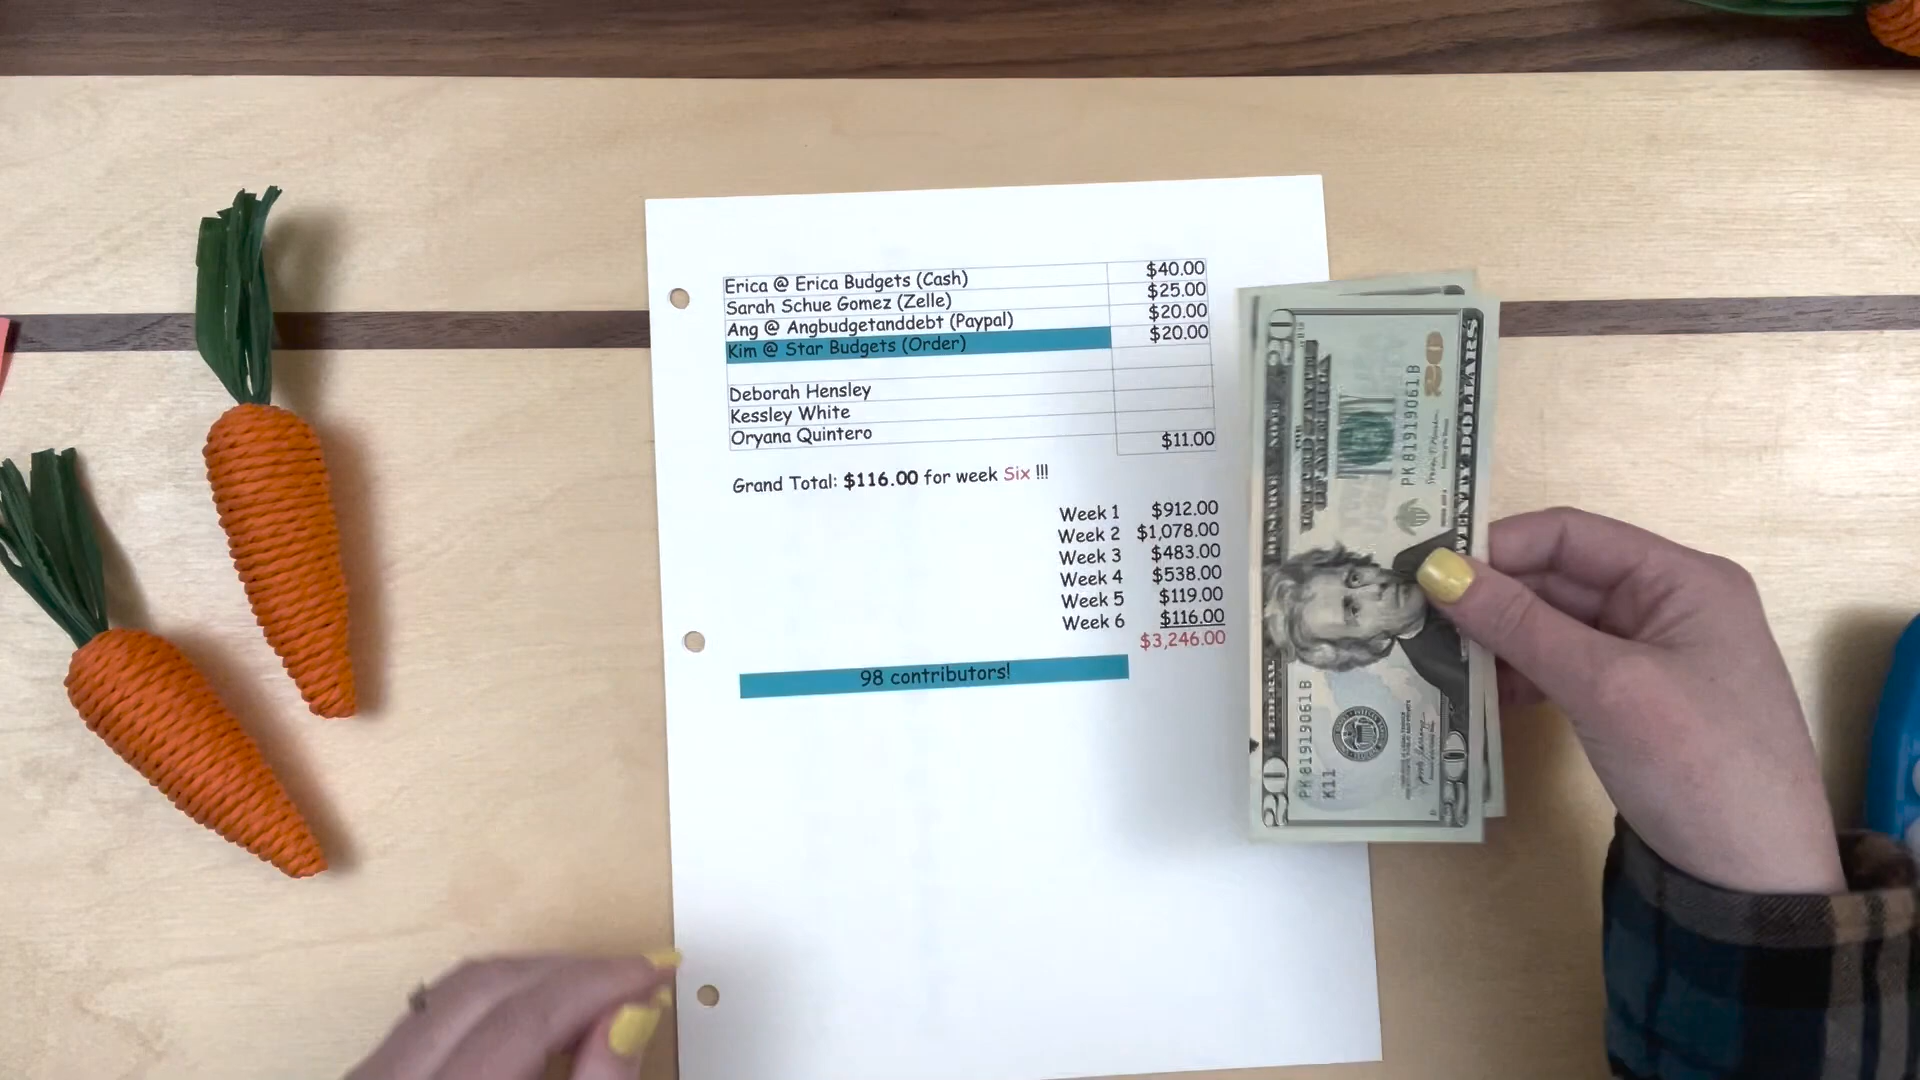 Erica @ Erica Budgets (Cash) $40.00
Sarah Schue Gomez (Zelle) $25.00
Ang @ Angbudgetanddebt (Paypal) $20.00
Kim @ Star Budgets (Order) $20.00
Deborah Hensley
Kessley White
Oryana Quintero $11.00
Grand Total: $116.00 for week Six !!!
Week 1 $912.00
Week 2 $1,078.00
Week 3 $483.00
Week 4 $538.00
Week 5 $119.00
Week 6 $116.00
$3,246.00
98 contributors!
20
20
PK81919061B
TWENTY DOLLARS
UNITED STATES
OF AMERICA
FEDERAL RESERVE NOTE
PK81919061B
K11
20